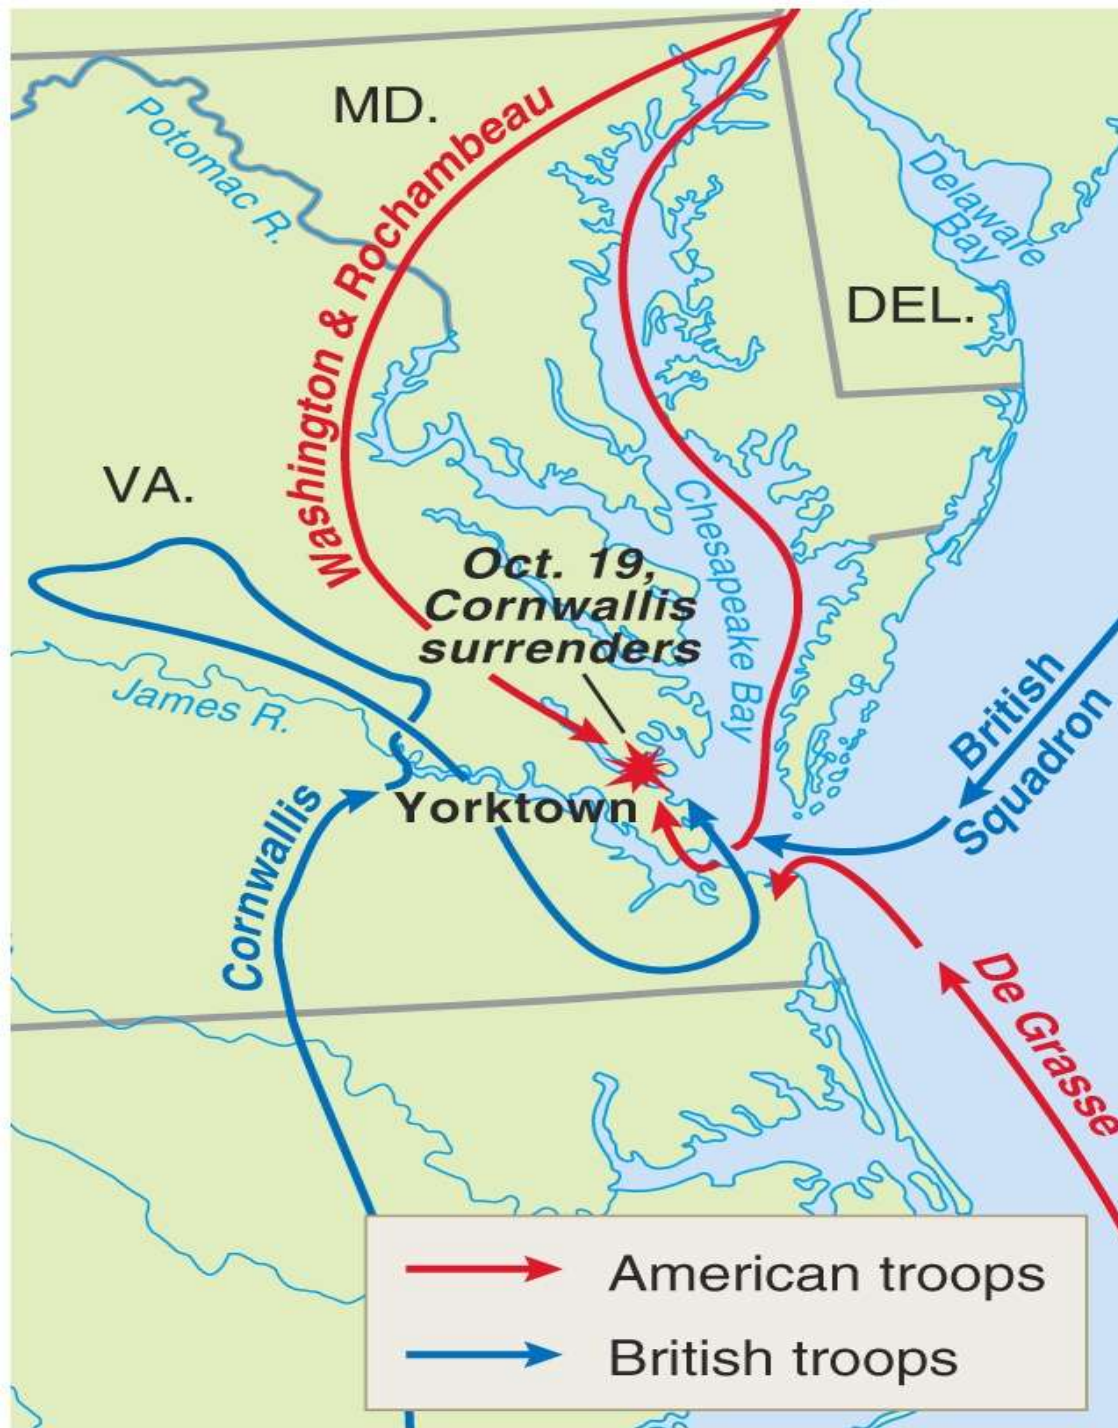 MD.
Potomac R.
Washington & Rochambeau
Delaware
Bay
DEL.
VA.
Chesapeake Bay
Oct. 19,
Cornwallis
surrenders
James R.
British
Squadron
Yorktown
Cornwallis
De Grasse
American troops
British troops